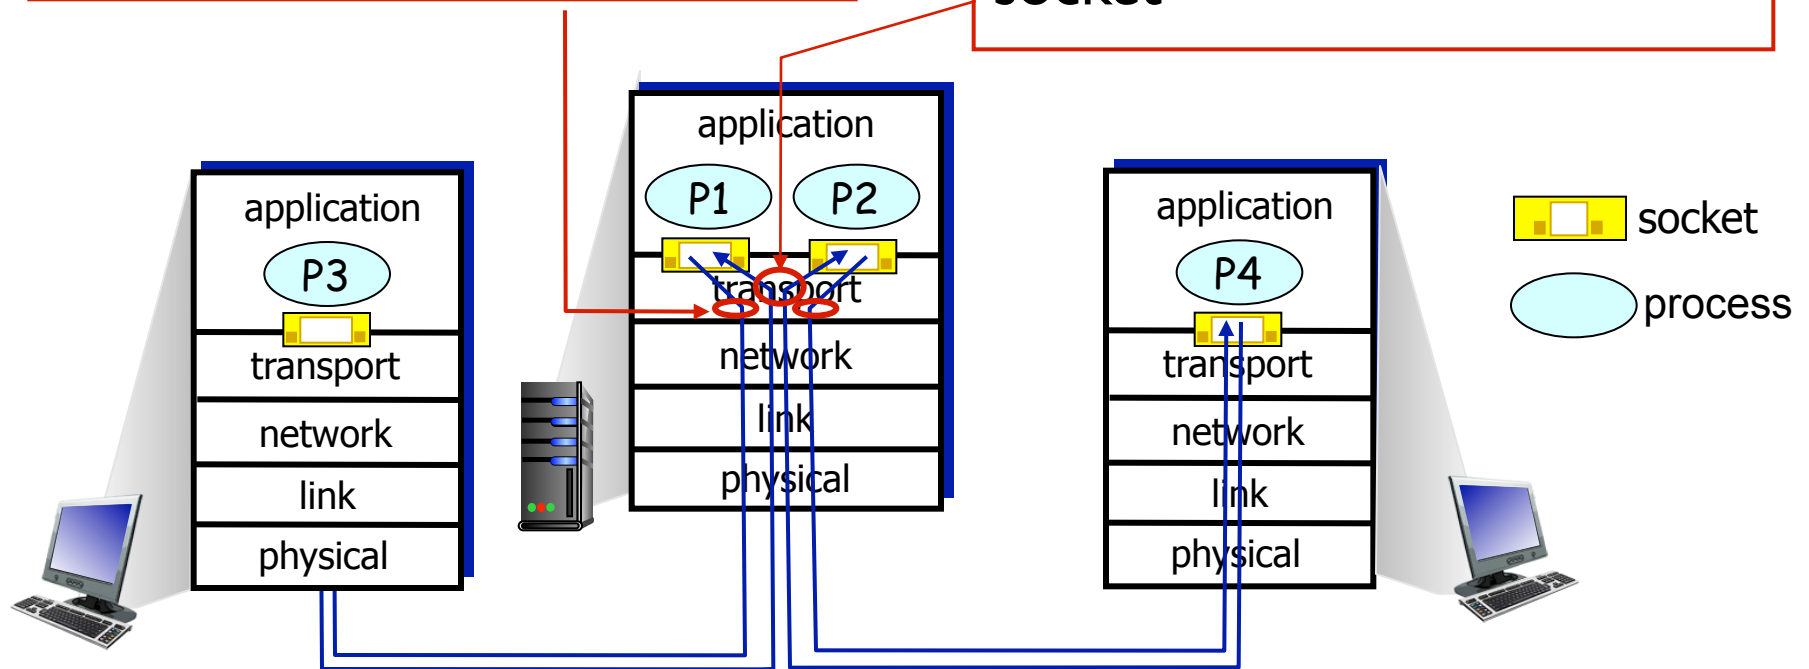 socket
application
P1
P2
transport
network
link
physical
application
P3
transport
network
link
physical
application
P4
transport
network
link
physical
socket
process